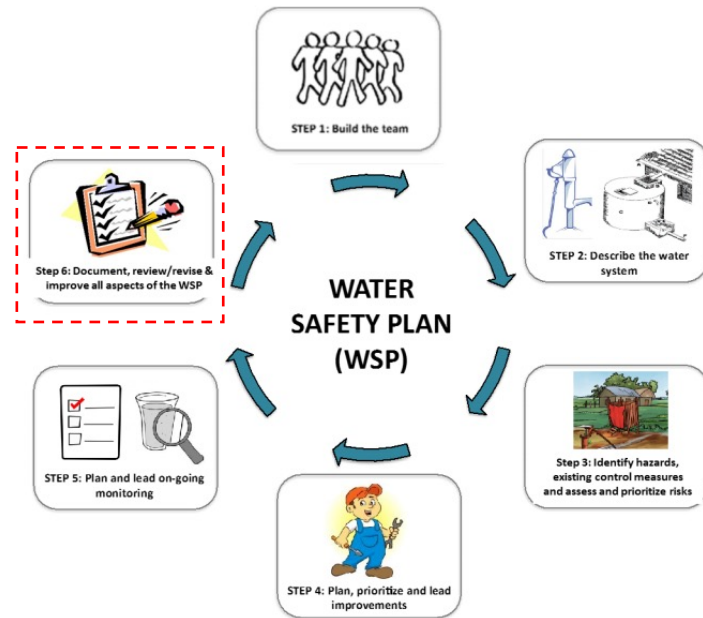 STEP 1: Build the team
STEP 2: Describe the water
system
Step 3: Identify hazards,
existing control measures
and assess and prioritize risks
STEP 4: Plan, prioritize and lead
improvements
STEP 5: Plan and lead on-going
monitoring
Step 6: Document, review/revise &
improve all aspects of the WSP
WATER
SAFETY PLAN
(WSP)